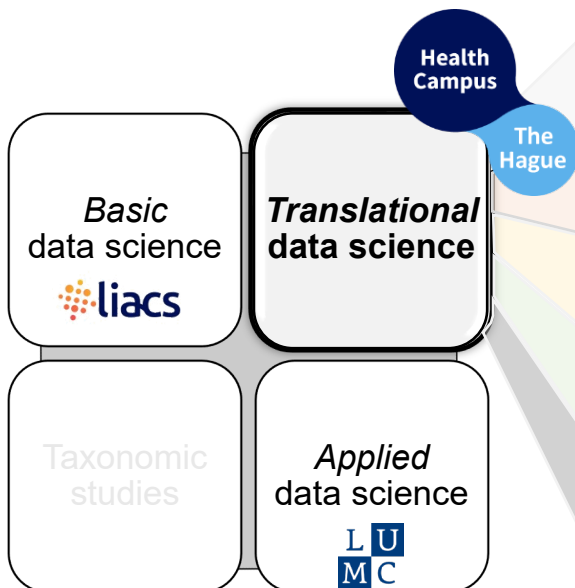 Health
Campus
The
Hague
Basic
data science
liacs
Translational
data science
Taxonomic
studies
Applied
data science
L U
M C